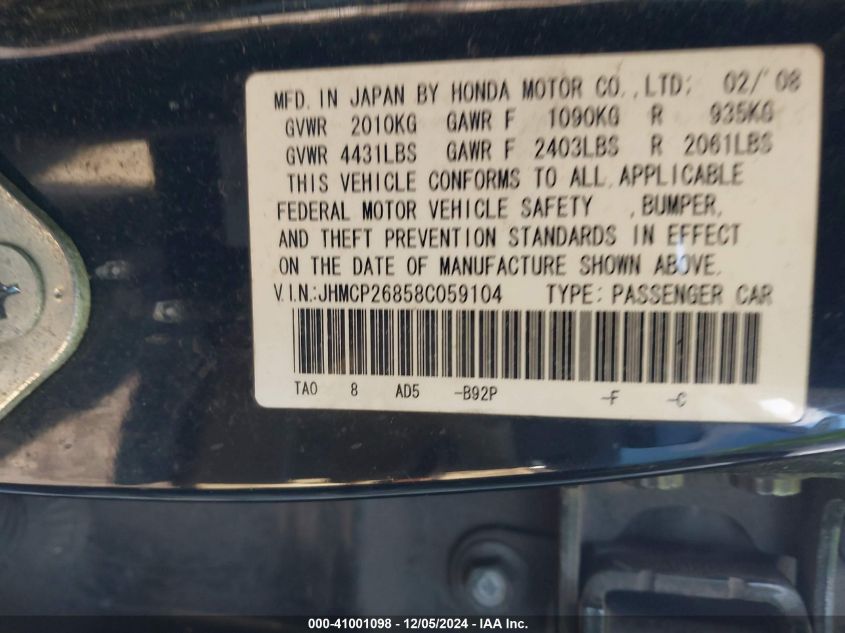 MFD. IN JAPAN BY HONDA MOTOR CO., LTD; 02/'08
GVWR 2010KG GAWR F 1090KG R 935KG
GVWR 4431LBS GAWR F 2403LBS R 2061LBS
THIS VEHICLE CONFORMS TO ALL APPLICABLE
FEDERAL MOTOR VEHICLE SAFETY , BUMPER,
AND THEFT PREVENTION STANDARDS IN EFFECT
ON THE DATE OF MANUFACTURE SHOWN ABOVE.
V.I.N.:JHMCP26858C059104 TYPE: PASSENGER CAR
TA0 8 AD5 -B92P -F -C
000-41001098 - 12/05/2024 - IAA Inc.